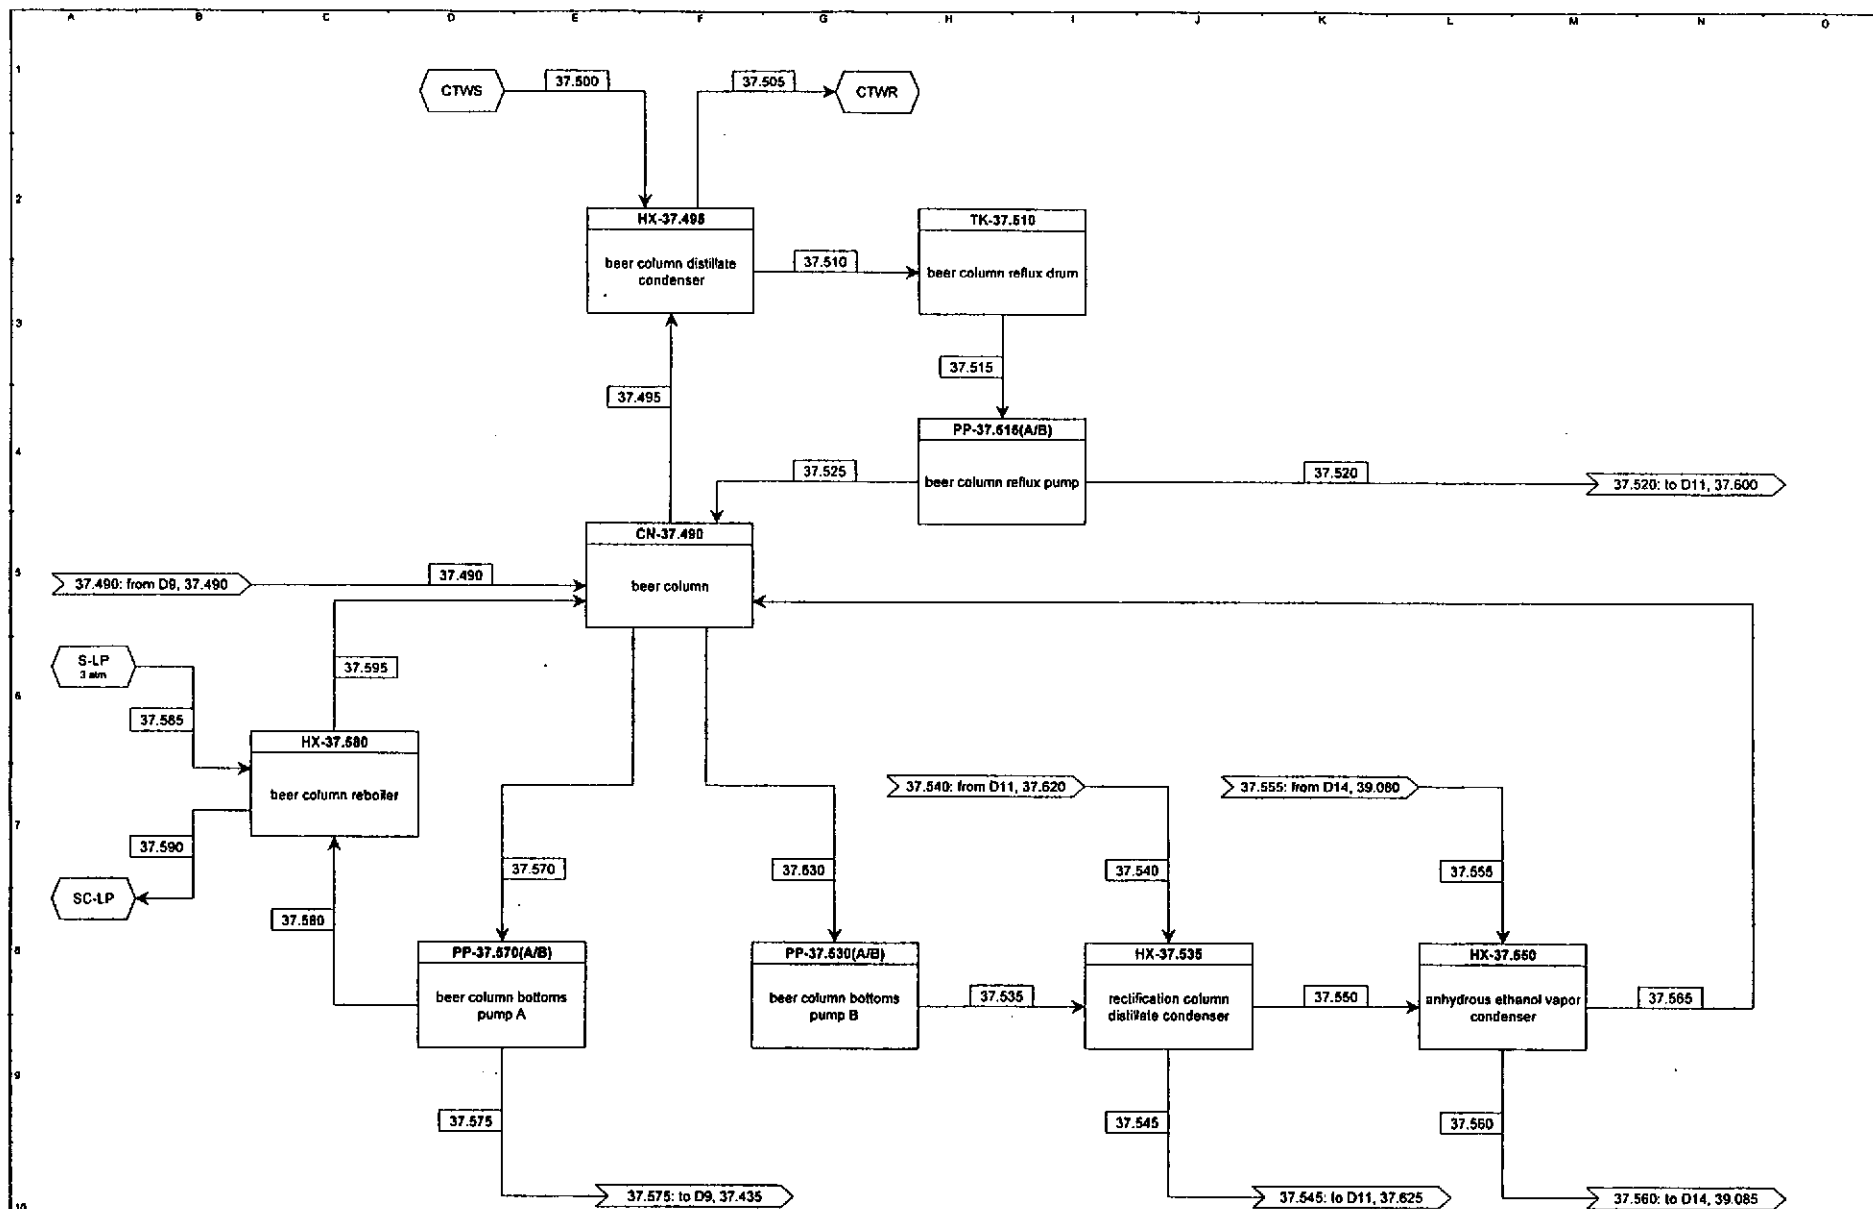 A B C D E F G H I J K L M N O
1
CTWS
37.500
37.505
CTWR
2
HX-37.495
TK-37.510
beer column distillate
condenser
37.510
beer column reflux drum
3
37.515
37.495
PP-37.515(A/B)
4
37.525
beer column reflux pump
37.520
37.520: to D11, 37.600
CN-37.490
5
37.490: from D9, 37.490
37.490
beer column
S-LP
3 atm
37.595
6
37.585
HX-37.580
beer column reboiler
37.540: from D11, 37.620
37.555: from D14, 39.080
7
37.590
37.570
37.530
37.540
37.555
SC-LP
37.580
8
PP-37.570(A/B)
PP-37.530(A/B)
HX-37.535
HX-37.550
beer column bottoms
pump A
beer column bottoms
pump B
37.535
rectification column
distillate condenser
37.550
anhydrous ethanol vapor
condenser
37.565
9
37.575
37.545
37.560
37.575: to D9, 37.435
37.545: to D11, 37.625
37.560: to D14, 39.085
10